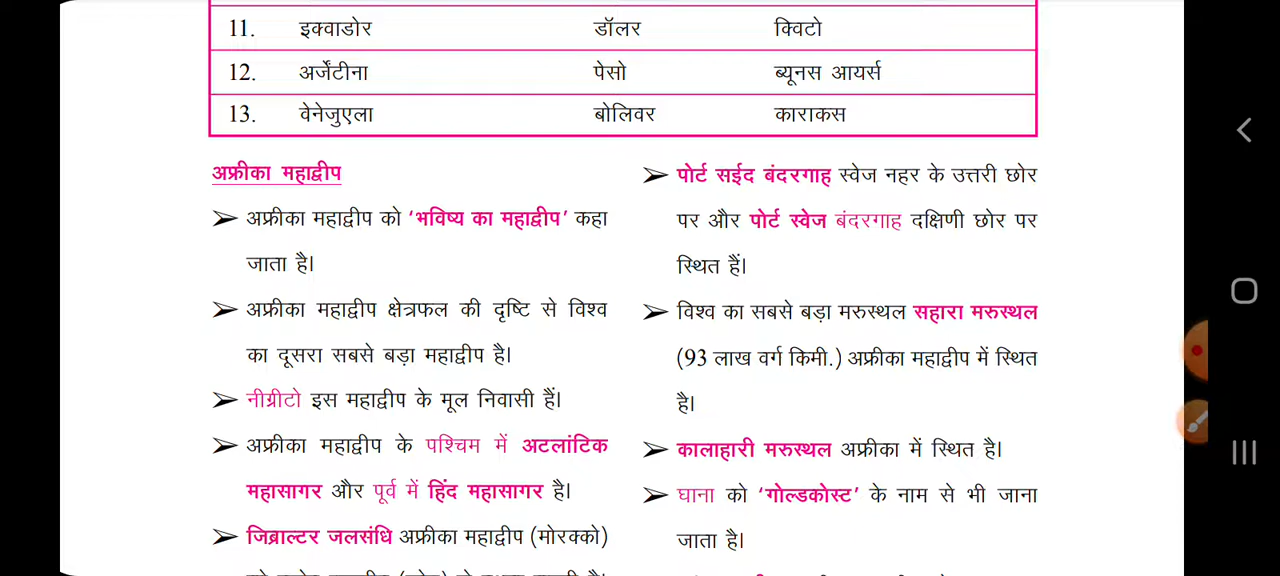 11. इक्वाडोर डॉलर क्विटो
12. अर्जेंटीना पेसो ब्यूनस आयर्स
13. वेनेजुएला बोलिवर काराकस
अफ्रीका महाद्वीप
➢ अफ्रीका महाद्वीप को ‘भविष्य का महाद्वीप’ कहा
जाता है।
➢ अफ्रीका महाद्वीप क्षेत्रफल की दृष्टि से विश्व
का दूसरा सबसे बड़ा महाद्वीप है।
➢ नीग्रीटो इस महाद्वीप के मूल निवासी हैं।
➢ अफ्रीका महाद्वीप के पश्चिम में अटलांटिक
महासागर और पूर्व में हिंद महासागर है।
➢ जिब्राल्टर जलसंधि अफ्रीका महाद्वीप (मोरक्को)
➢ पोर्ट सईद बंदरगाह स्वेज नहर के उत्तरी छोर
पर और पोर्ट स्वेज बंदरगाह दक्षिणी छोर पर
स्थित हैं।
➢ विश्व का सबसे बड़ा मरुस्थल सहारा मरुस्थल
(93 लाख वर्ग किमी.) अफ्रीका महाद्वीप में स्थित
है।
➢ कालाहारी मरुस्थल अफ्रीका में स्थित है।
➢ घाना को ‘गोल्डकोस्ट’ के नाम से भी जाना
जाता है।